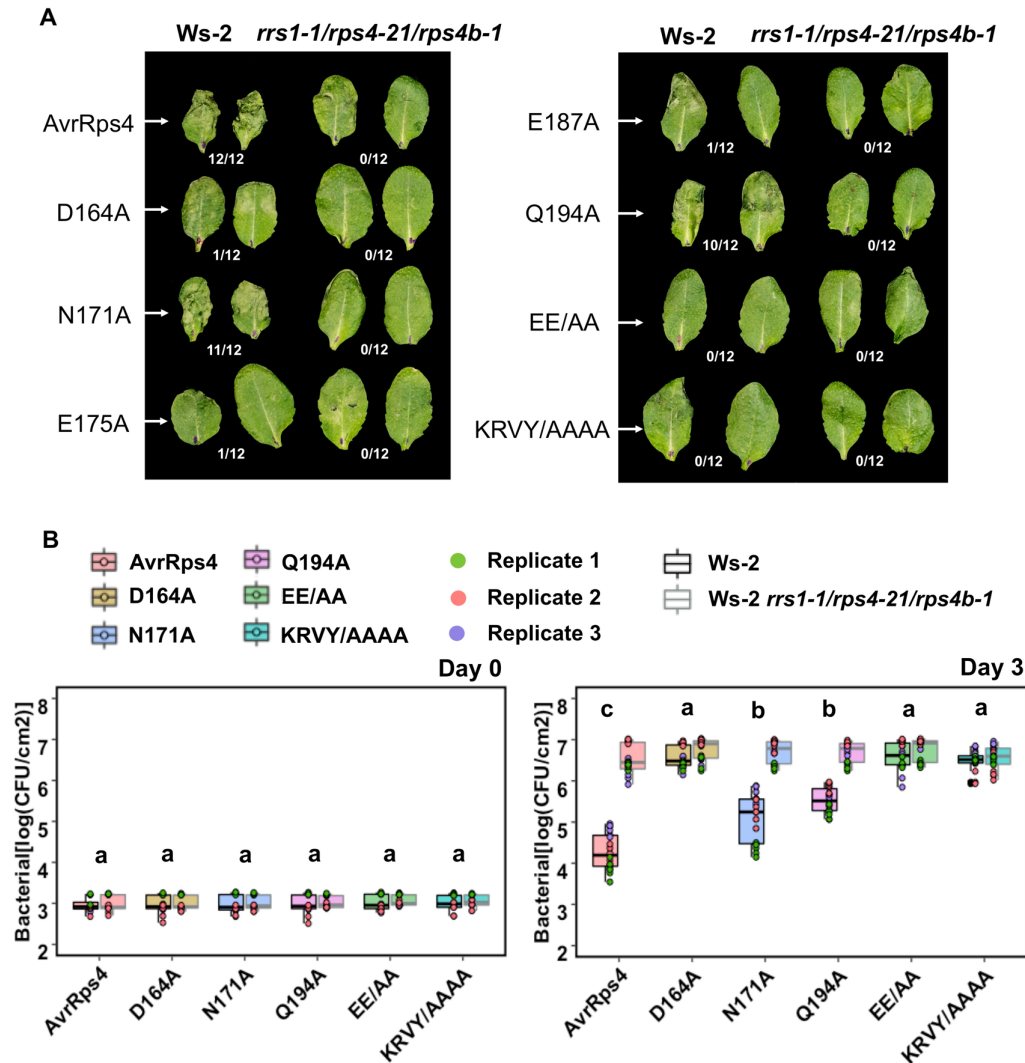 A
Ws-2 rrs1-1/rps4-21/rps4b-1
AvrRps4
12/12 0/12
D164A
1/12 0/12
N171A
11/12 0/12
E175A
1/12 0/12
Ws-2 rrs1-1/rps4-21/rps4b-1
E187A
1/12 0/12
Q194A
10/12 0/12
EE/AA
0/12 0/12
KRVY/AAAA
0/12 0/12
B
AvrRps4
D164A
N171A
Q194A
EE/AA
KRVY/AAAA
Replicate 1
Replicate 2
Replicate 3
Ws-2
Ws-2 rrs1-1/rps4-21/rps4b-1
Day 0
Bacterial[log(CFU/cm2)]
8
7
6
5
4
3
2
a a a a a a
AvrRps4 D164A N171A Q194A EE/AA KRVY/AAAA
Day 3
Bacterial[log(CFU/cm2)]
8
7
6
5
4
3
2
c a b b a a
AvrRps4 D164A N171A Q194A EE/AA KRVY/AAAA